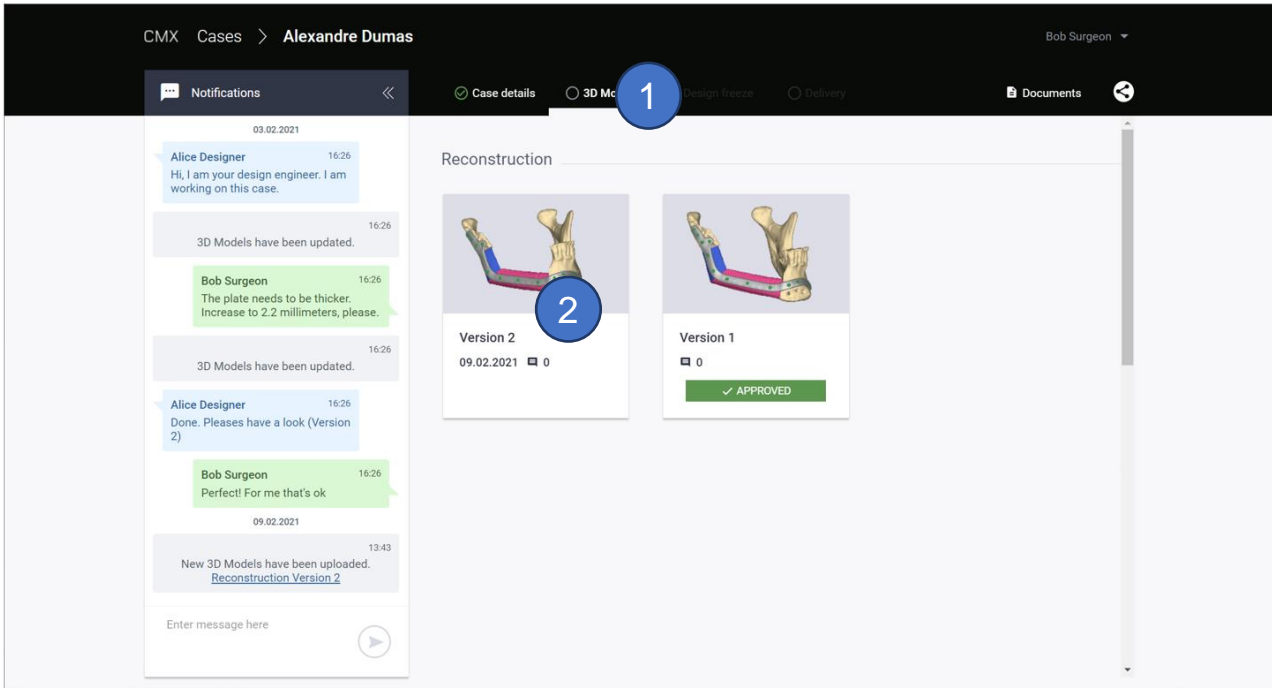 CMX Cases > Alexandre Dumas
Bob Surgeon
Notifications
Case details
3D Mo
1
Design freeze
Delivery
Documents
03.02.2021
Alice Designer 16:26
Hi, I am your design engineer. I am
working on this case.
16:26
3D Models have been updated.
Bob Surgeon 16:26
The plate needs to be thicker.
Increase to 2.2 millimeters, please.
16:26
3D Models have been updated.
Alice Designer 16:26
Done. Pleases have a look (Version
2)
Bob Surgeon 16:26
Perfect! For me that's ok
09.02.2021
13:43
New 3D Models have been uploaded.
Reconstruction Version 2
Enter message here
Reconstruction
2
Version 2
09.02.2021 0
Version 1
0
APPROVED